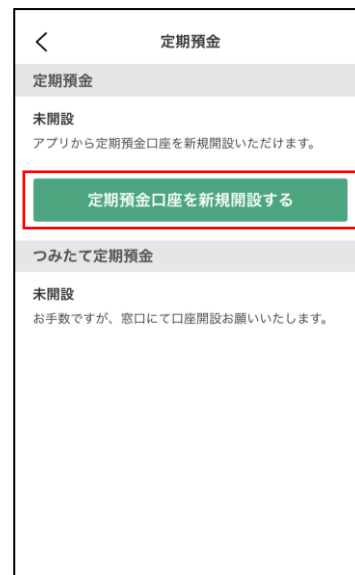 定期預金
定期預金
未開設
アプリから定期預金口座を新規開設いただけます。
定期預金口座を新規開設する
つみたて定期預金
未開設
お手数ですが、窓口にて口座開設お願いいたします。